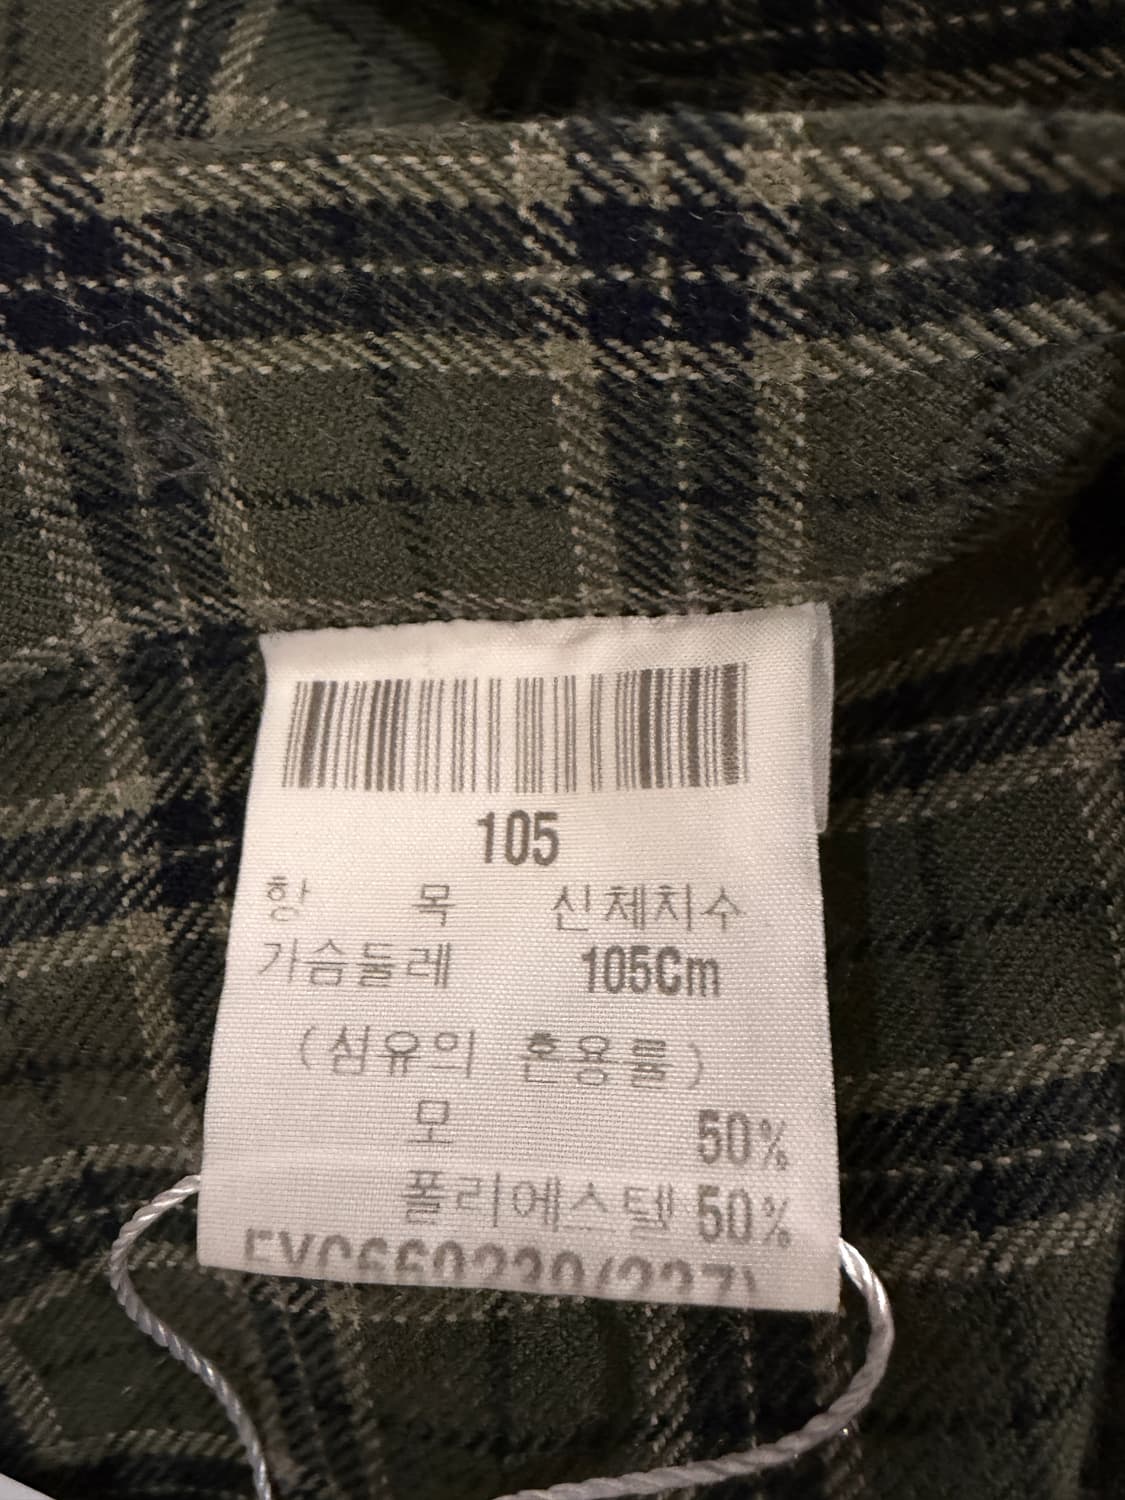 105
항 목 신체치수
가슴둘레 105Cm
(섬유의 혼용률)
모 50%
폴리에스텔 50%